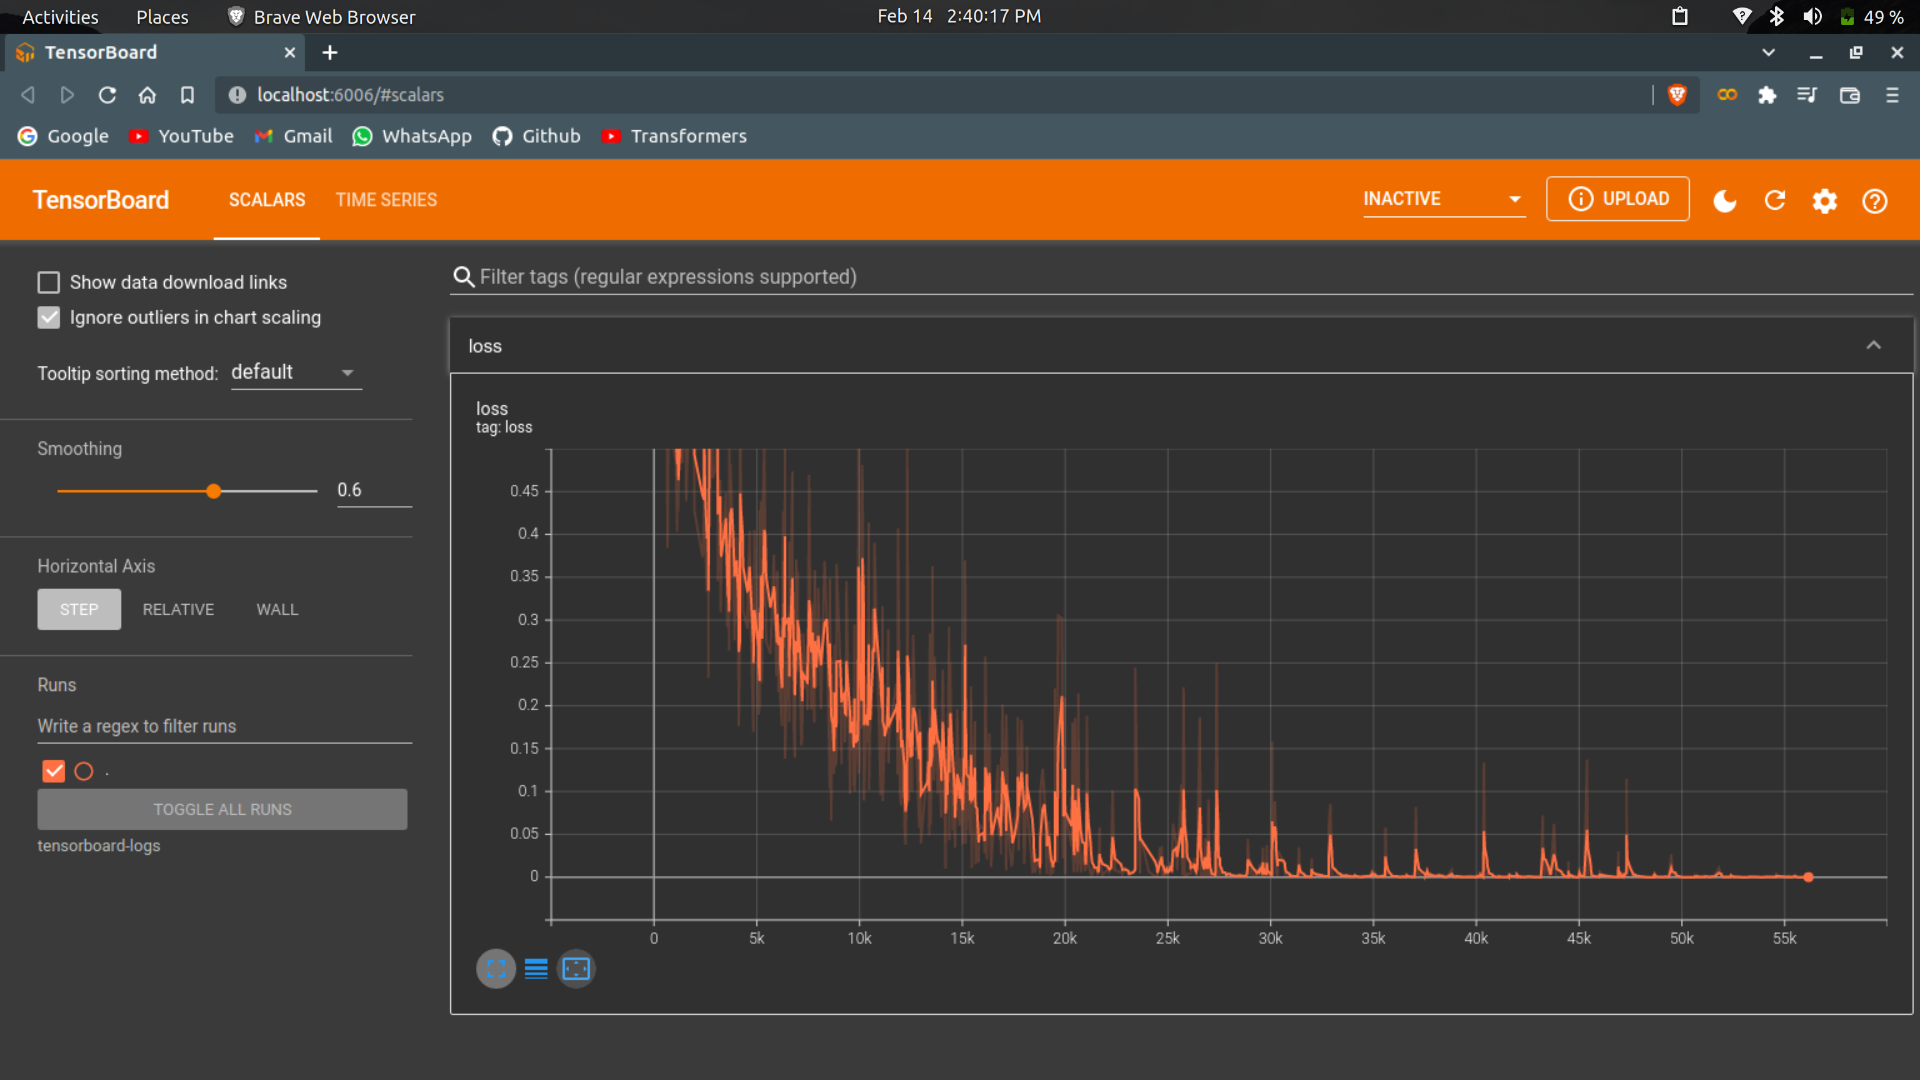 Activities Places Brave Web Browser Feb 14 2:40:17 PM 49 %
TensorBoard
localhost:6006/#scalars
Google YouTube Gmail WhatsApp Github Transformers
TensorBoard SCALARS TIME SERIES INACTIVE UPLOAD
Show data download links
Ignore outliers in chart scaling
Tooltip sorting method: default
Smoothing
0.6
Horizontal Axis
STEP RELATIVE WALL
Runs
Write a regex to filter runs
.
TOGGLE ALL RUNS
tensorboard-logs
Filter tags (regular expressions supported)
loss
loss
tag: loss
0.45
0.4
0.35
0.3
0.25
0.2
0.15
0.1
0.05
0
0 5k 10k 15k 20k 25k 30k 35k 40k 45k 50k 55k